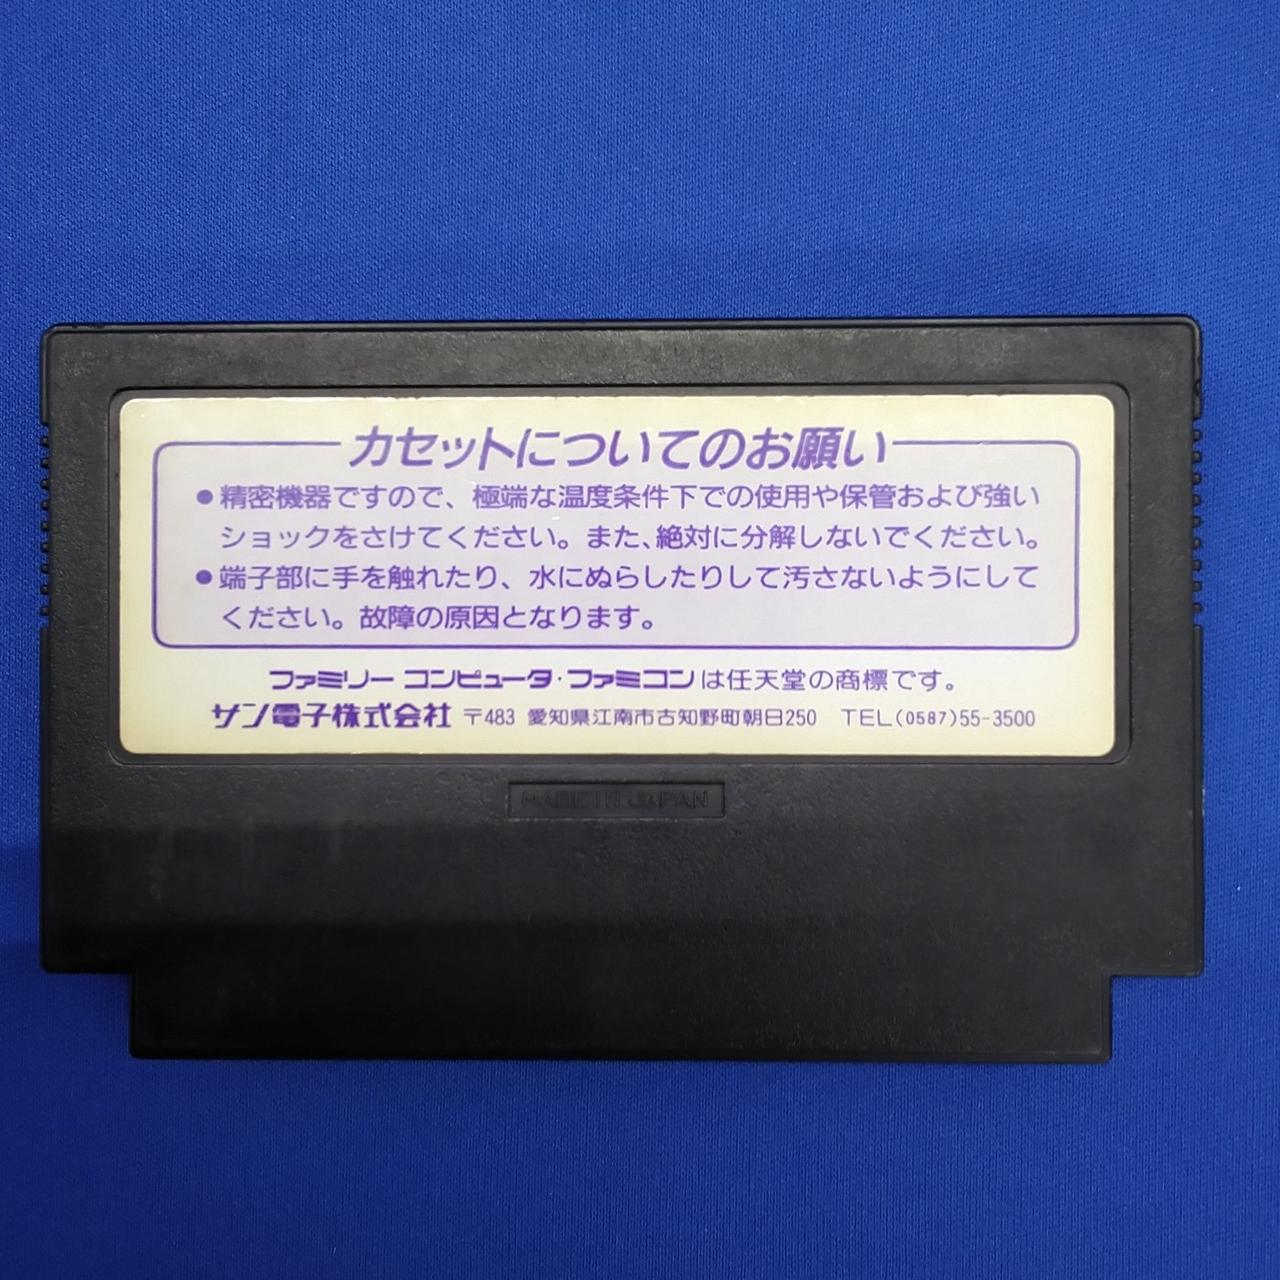 カセットについてのお願い
●精密機器ですので、極端な温度条件下での使用や保管および強い
ショックをさけてください。また、絶対に分解しないでください。
●端子部に手を触れたり、水にぬらしたりして汚さないようにして
ください。故障の原因となります。
ファミリーコンピュータ・ファミコンは任天堂の商標です。
サン電子株式会社 〒483 愛知県江南市古知野町朝日250 TEL(0587)55-3500
MADE IN JAPAN